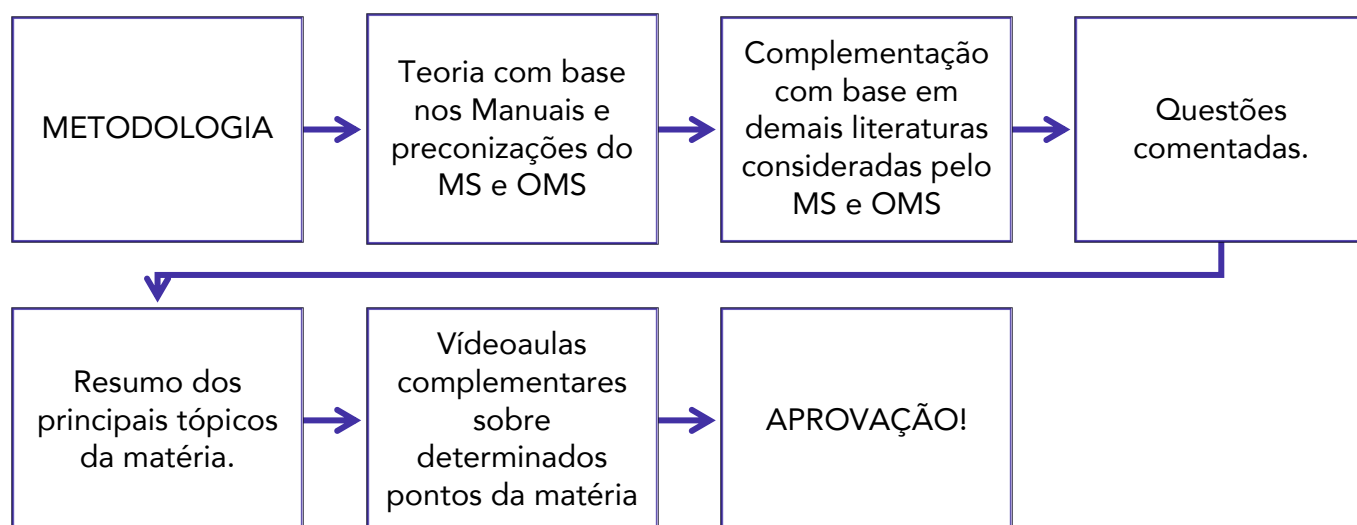 METODOLOGIA
Teoria com base
nos Manuais e
preconizações do
MS e OMS
Complementação
com base em
demais literaturas
consideradas pelo
MS e OMS
Questões
comentadas.
Resumo dos
principais tópicos
da matéria.
Vídeoaulas
complementares
sobre
determinados
pontos da matéria
APROVAÇÃO!